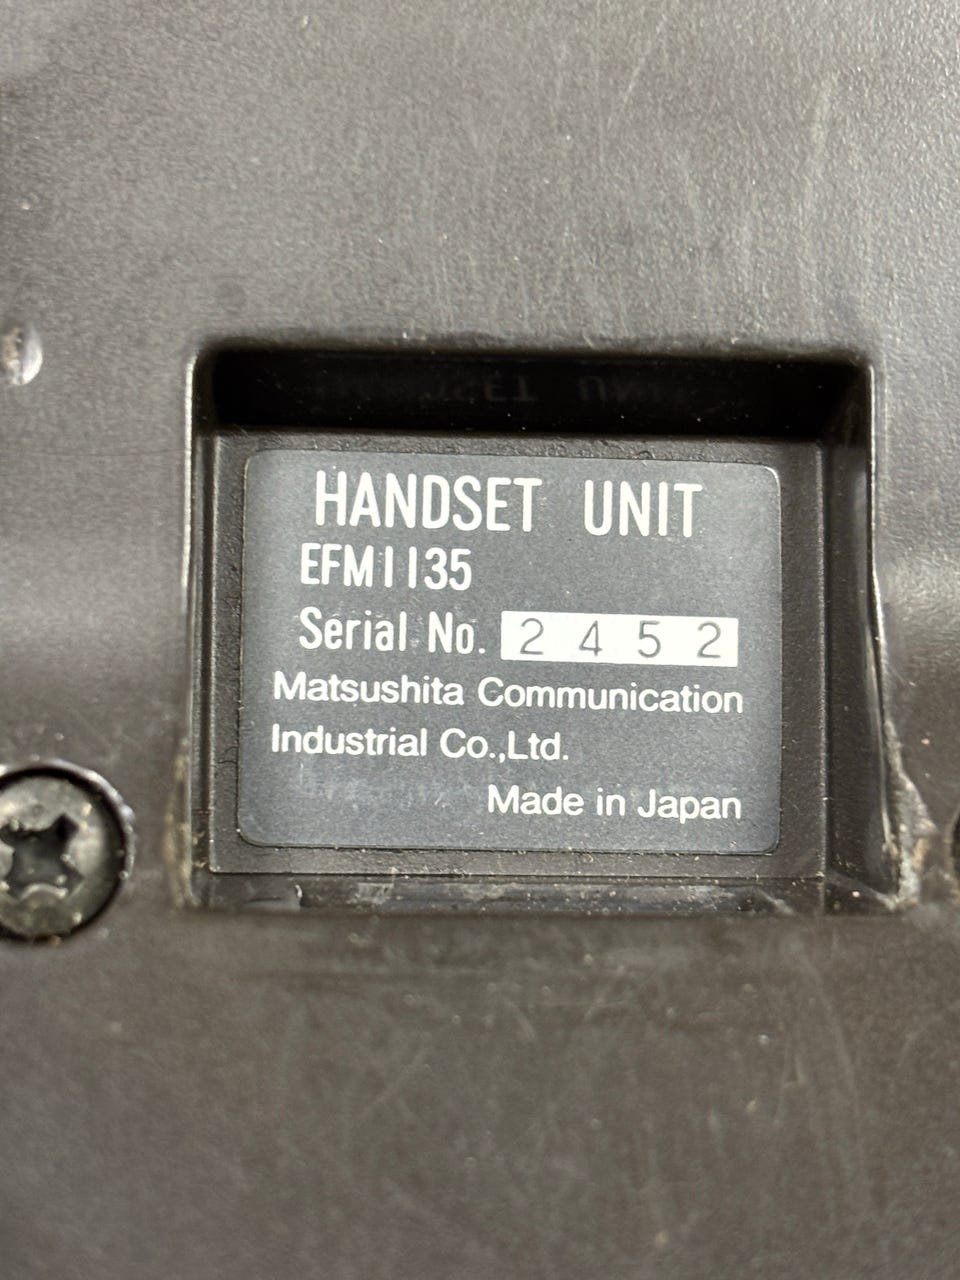 HANDSET UNIT
EFM1135
Serial No. 2452
Matsushita Communication
Industrial Co.,Ltd.
Made in Japan